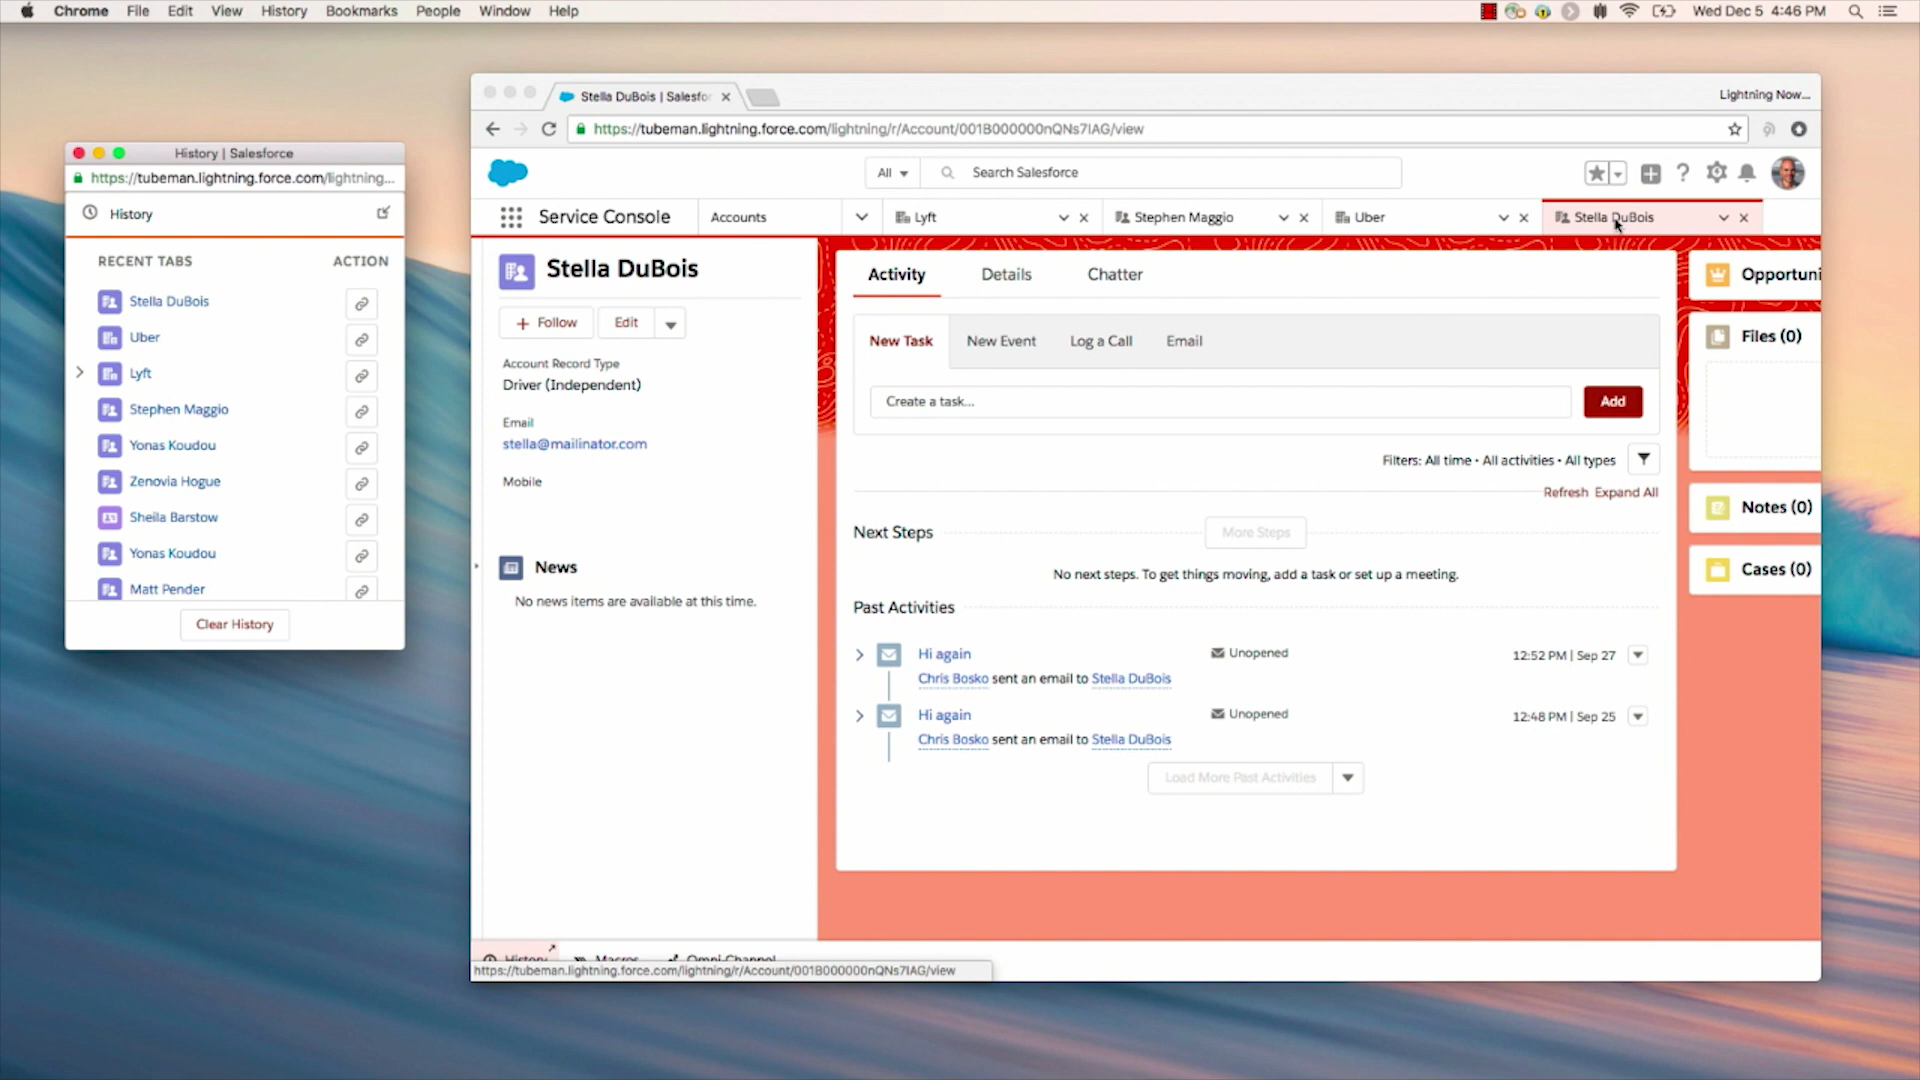 Chrome File Edit View History Bookmarks People Window Help
Wed Dec 5 4:46 PM
History | Salesforce
https://tubeman.lightning.force.com/lightning...
History
RECENT TABS ACTION
Stella DuBois
Uber
Lyft
Stephen Maggio
Yonas Koudou
Zenovia Hogue
Sheila Barstow
Yonas Koudou
Matt Pender
Clear History
Stella DuBois | Salesfo
Lightning Now...
https://tubeman.lightning.force.com/lightning/r/Account/001B000000nQNs7IAG/view
All Search Salesforce
Service Console Accounts Lyft Stephen Maggio Uber Stella DuBois
Stella DuBois
Follow Edit
Account Record Type
Driver (Independent)
Email
stella@mailinator.com
Mobile
News
No news items are available at this time.
Activity Details Chatter
New Task New Event Log a Call Email
Create a task... Add
Filters: All time • All activities • All types
Refresh Expand All
Next Steps More Steps
No next steps. To get things moving, add a task or set up a meeting.
Past Activities
Hi again Unopened 12:52 PM | Sep 27
Chris Bosko sent an email to Stella DuBois
Hi again Unopened 12:48 PM | Sep 25
Chris Bosko sent an email to Stella DuBois
Load More Past Activities
Opportuni
Files (0)
Notes (0)
Cases (0)
History Macros Omni-Channel
https://tubeman.lightning.force.com/lightning/r/Account/001B000000nQNs7IAG/view